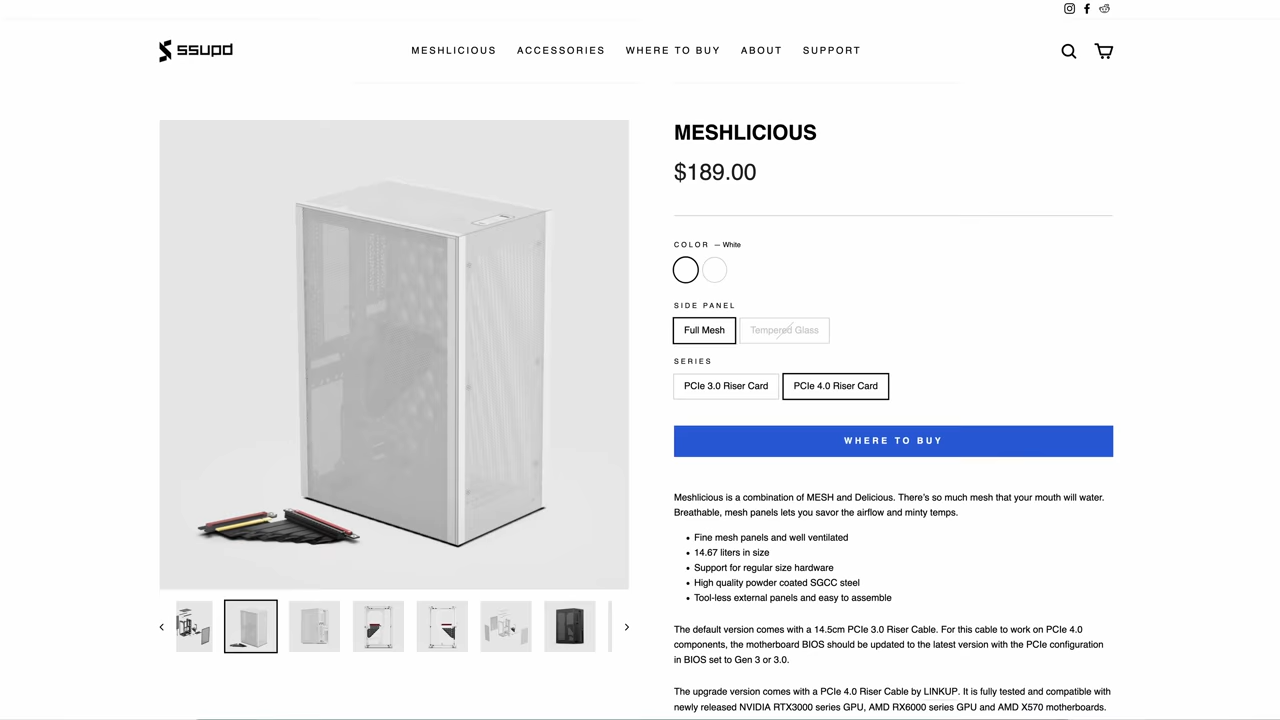 ssupd
MESHLICIOUS ACCESSORIES WHERE TO BUY ABOUT SUPPORT
MESHLICIOUS
$189.00
COLOR — White
SIDE PANEL
Full Mesh Tempered Glass
SERIES
PCIe 3.0 Riser Card PCIe 4.0 Riser Card
WHERE TO BUY
Meshlicious is a combination of MESH and Delicious. There's so much mesh that your mouth will water.
Breathable, mesh panels lets you savor the airflow and minty temps.
• Fine mesh panels and well ventilated
• 14.67 liters in size
• Support for regular size hardware
• High quality powder coated SGCC steel
• Tool-less external panels and easy to assemble
The default version comes with a 14.5cm PCIe 3.0 Riser Cable. For this cable to work on PCIe 4.0
components, the motherboard BIOS should be updated to the latest version with the PCIe configuration
in BIOS set to Gen 3 or 3.0.
The upgrade version comes with a PCIe 4.0 Riser Cable by LINKUP. It is fully tested and compatible with
newly released NVIDIA RTX3000 series GPU, AMD RX6000 series GPU and AMD X570 motherboards.